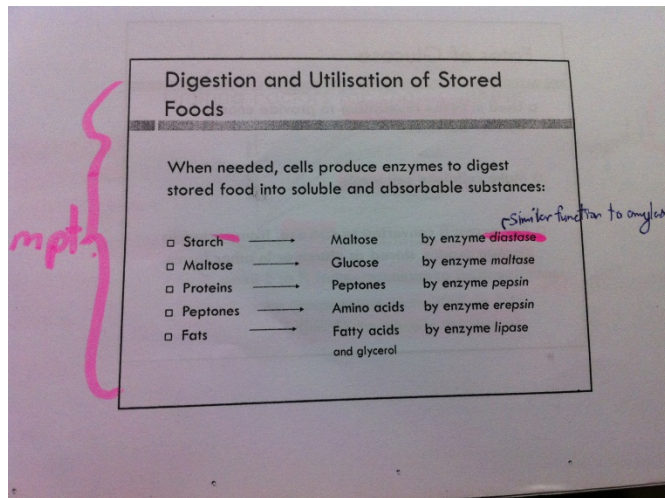 Digestion and Utilisation of Stored
Foods
When needed, cells produce enzymes to digest
stored food into soluble and absorbable substances:
similar function to amylase
□ Starch → Maltose by enzyme diastase
□ Maltose → Glucose by enzyme maltase
□ Proteins → Peptones by enzyme pepsin
□ Peptones → Amino acids by enzyme erepsin
□ Fats → Fatty acids by enzyme lipase
and glycerol
mpt!